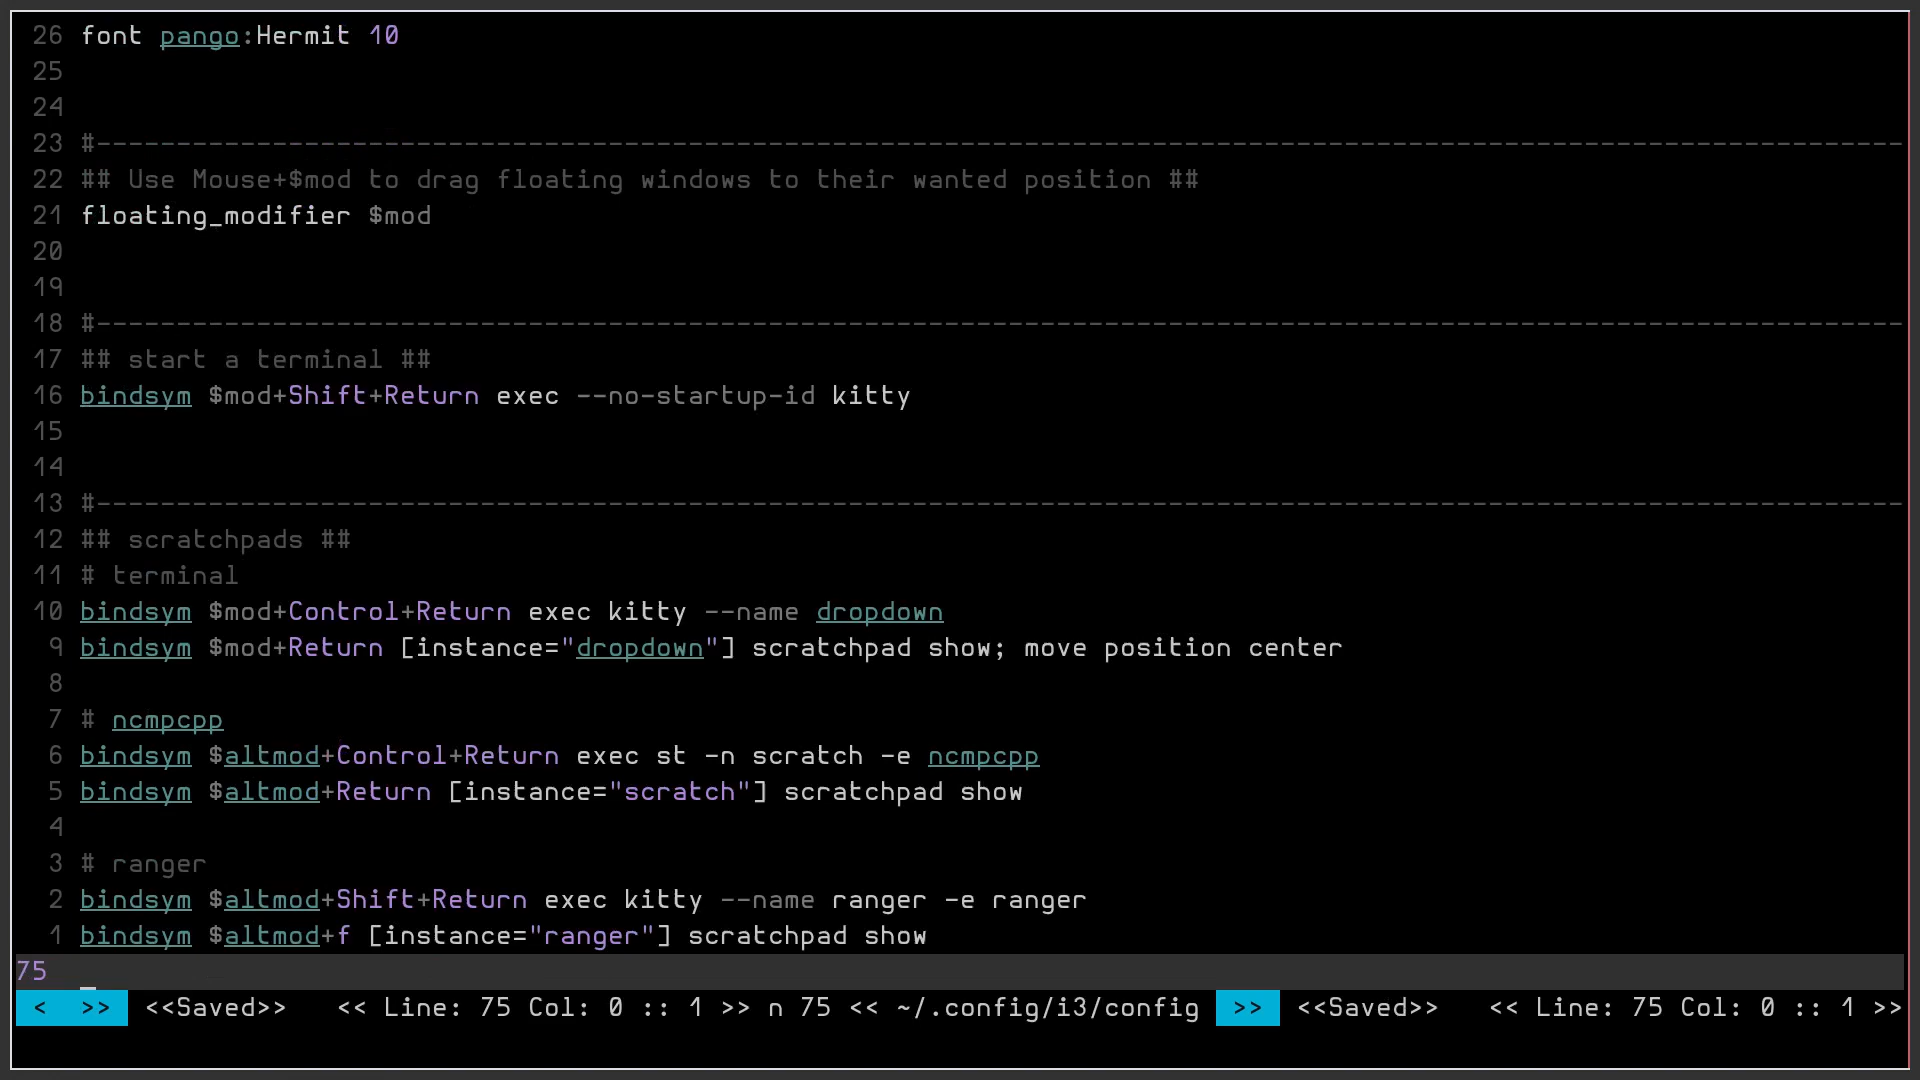 26 font pango:Hermit 10
25
24
23 #-----------------------------------------------------------------------------------------------------------------
22 ## Use Mouse+$mod to drag floating windows to their wanted position ##
21 floating_modifier $mod
20
19
18 #-----------------------------------------------------------------------------------------------------------------
17 ## start a terminal ##
16 bindsym $mod+Shift+Return exec --no-startup-id kitty
15
14
13 #-----------------------------------------------------------------------------------------------------------------
12 ## scratchpads ##
11 # terminal
10 bindsym $mod+Control+Return exec kitty --name dropdown
9 bindsym $mod+Return [instance="dropdown"] scratchpad show; move position center
8
7 # ncmpcpp
6 bindsym $altmod+Control+Return exec st -n scratch -e ncmpcpp
5 bindsym $altmod+Return [instance="scratch"] scratchpad show
4
3 # ranger
2 bindsym $altmod+Shift+Return exec kitty --name ranger -e ranger
1 bindsym $altmod+f [instance="ranger"] scratchpad show
75
< >> <<Saved>> << Line: 75 Col: 0 :: 1 >> n 75 << ~/.config/i3/config >> <<Saved>> << Line: 75 Col: 0 :: 1 >>